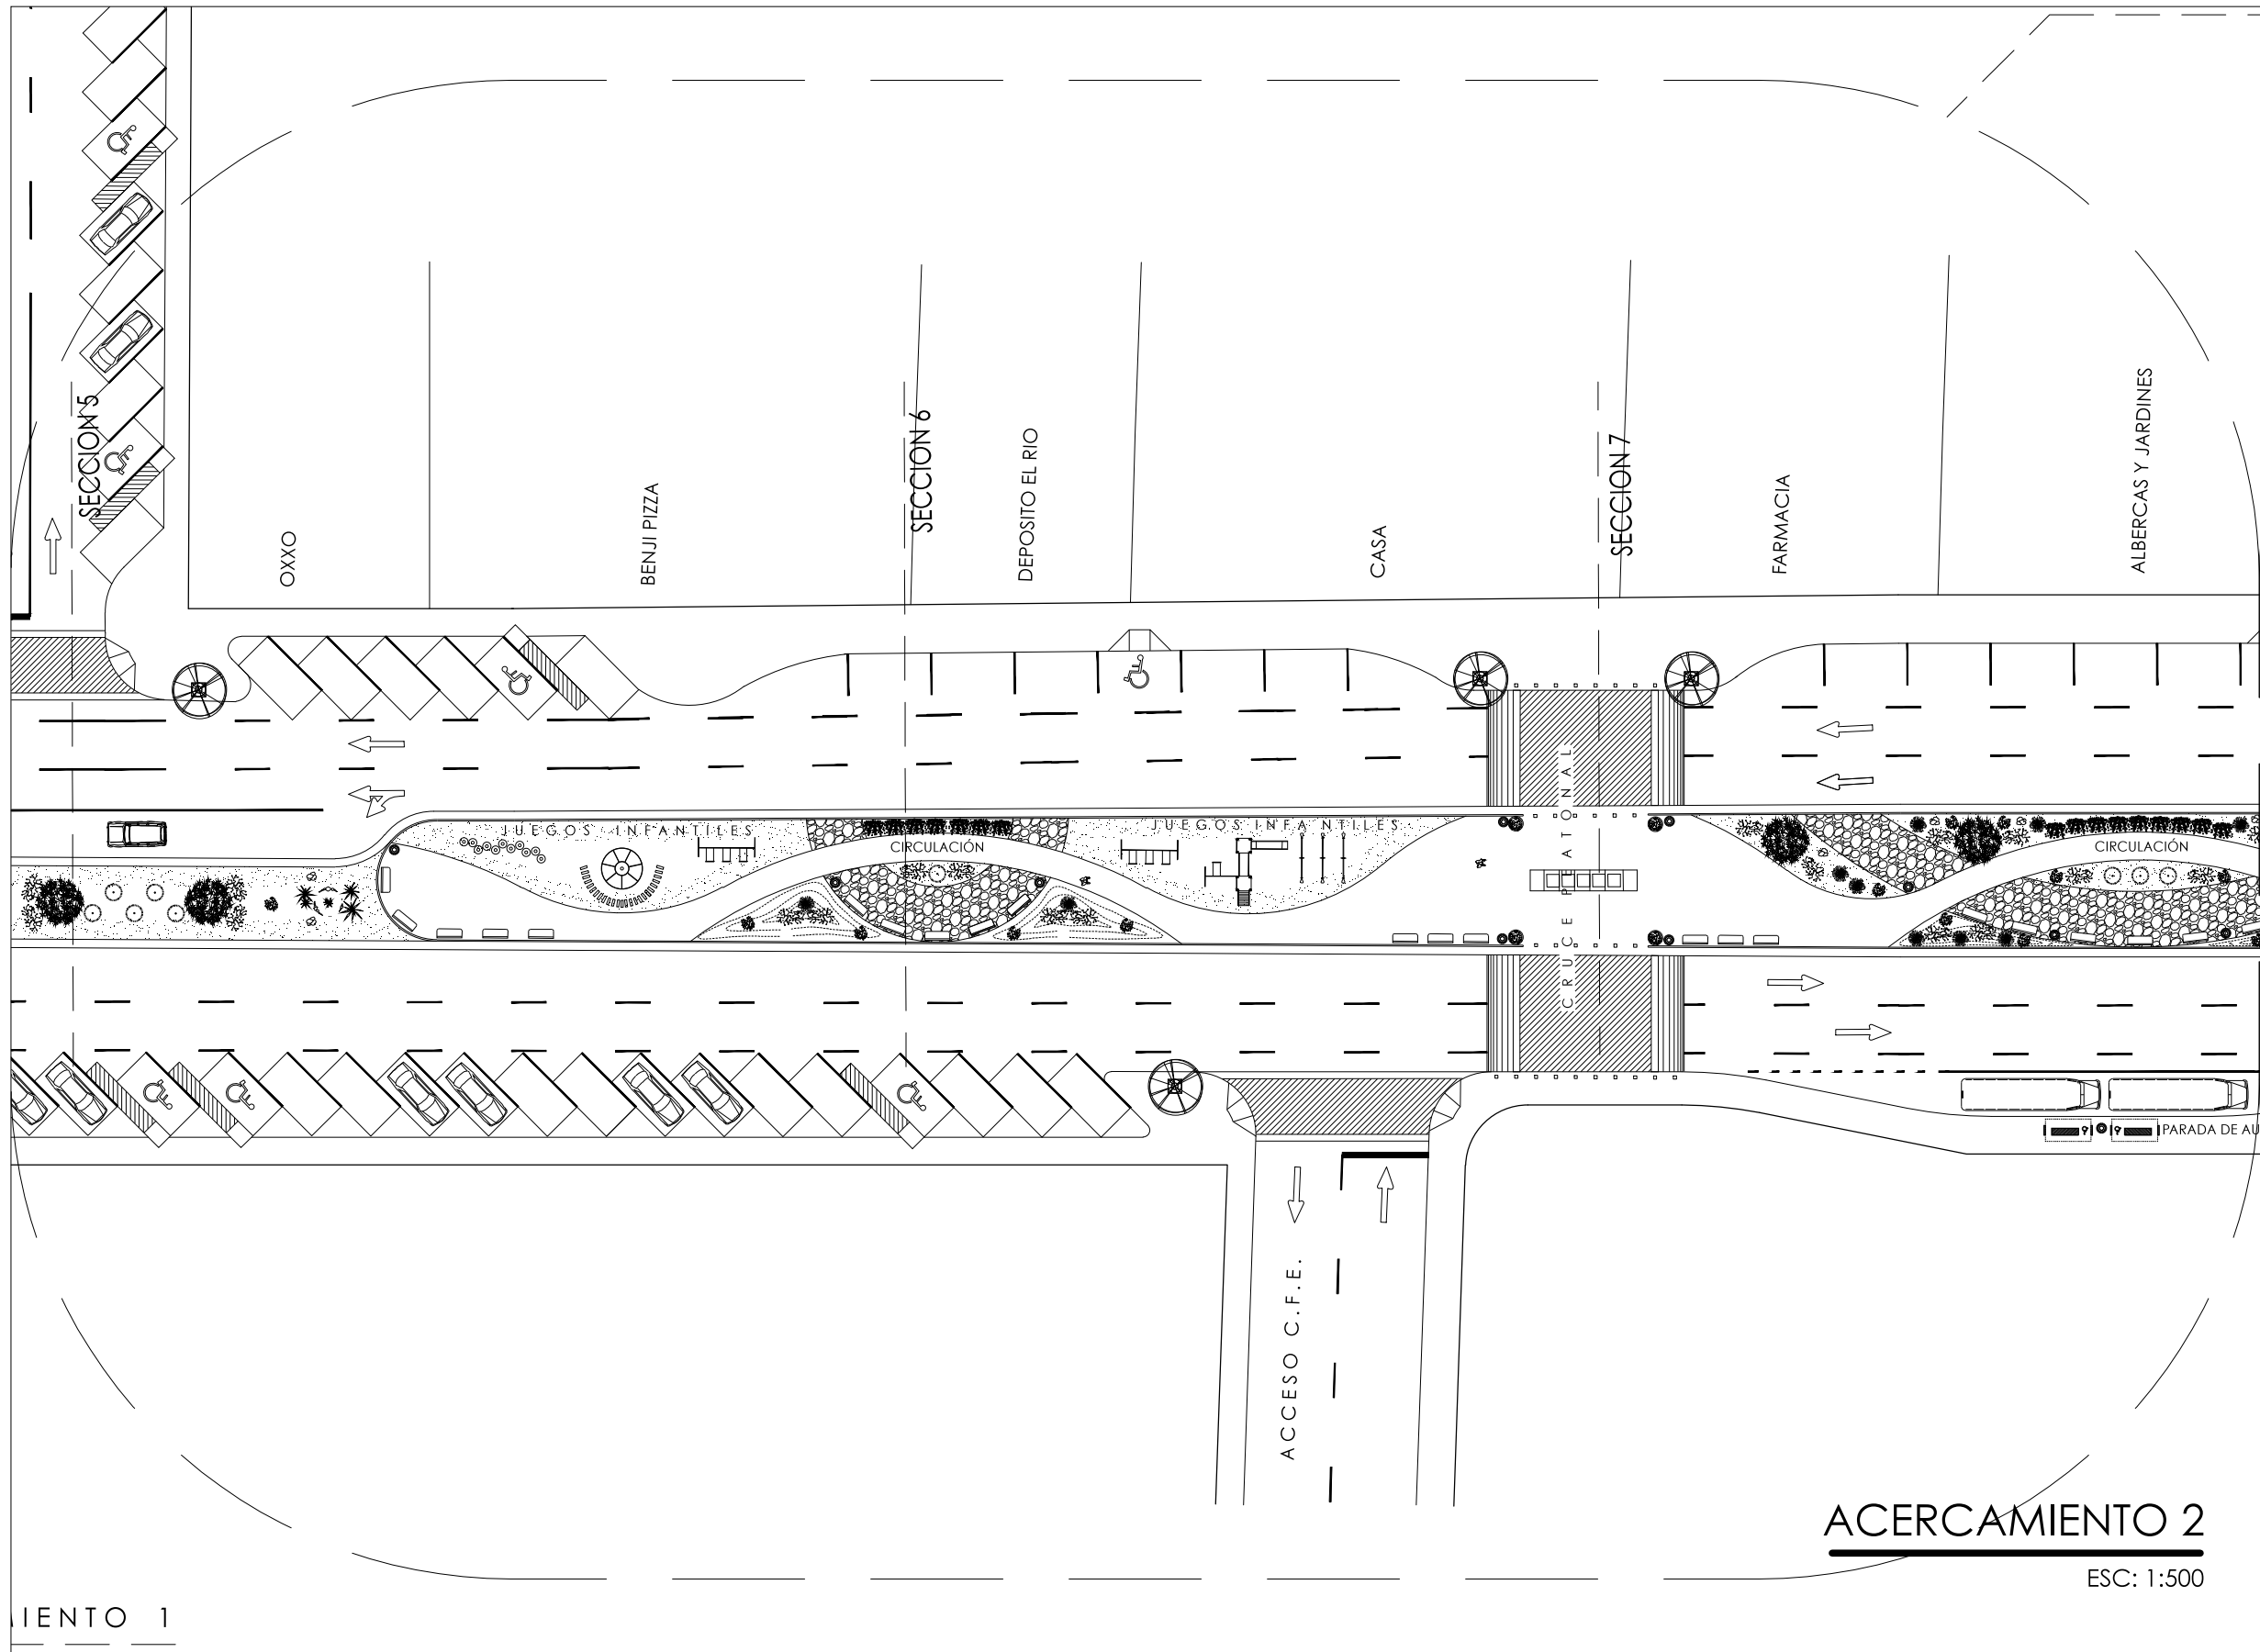 SECCION 5
SECCION 6
SECCION 7
OXXO
BENJI PIZZA
DEPOSITO EL RIO
CASA
FARMACIA
ALBERCAS Y JARDINES
JUEGOS INFANTILES
CIRCULACIÓN
JUEGOS INFANTILES
CRUCE PEATONAL
CIRCULACIÓN
PARADA DE AU
ACCESO C.F.E.
ACERCAMIENTO 2
ESC: 1:500
IENTO 1